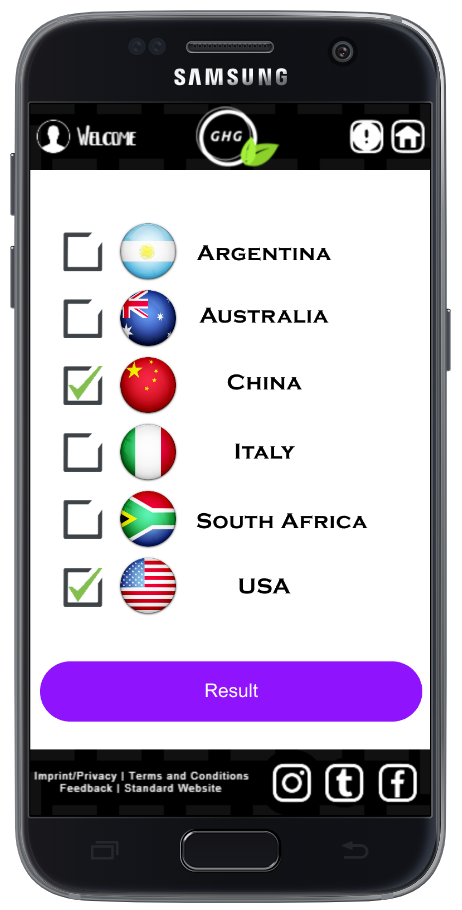 SAMSUNG
Welcome
GHG
Argentina
Australia
China
Italy
South Africa
USA
Result
Imprint/Privacy | Terms and Conditions
Feedback | Standard Website